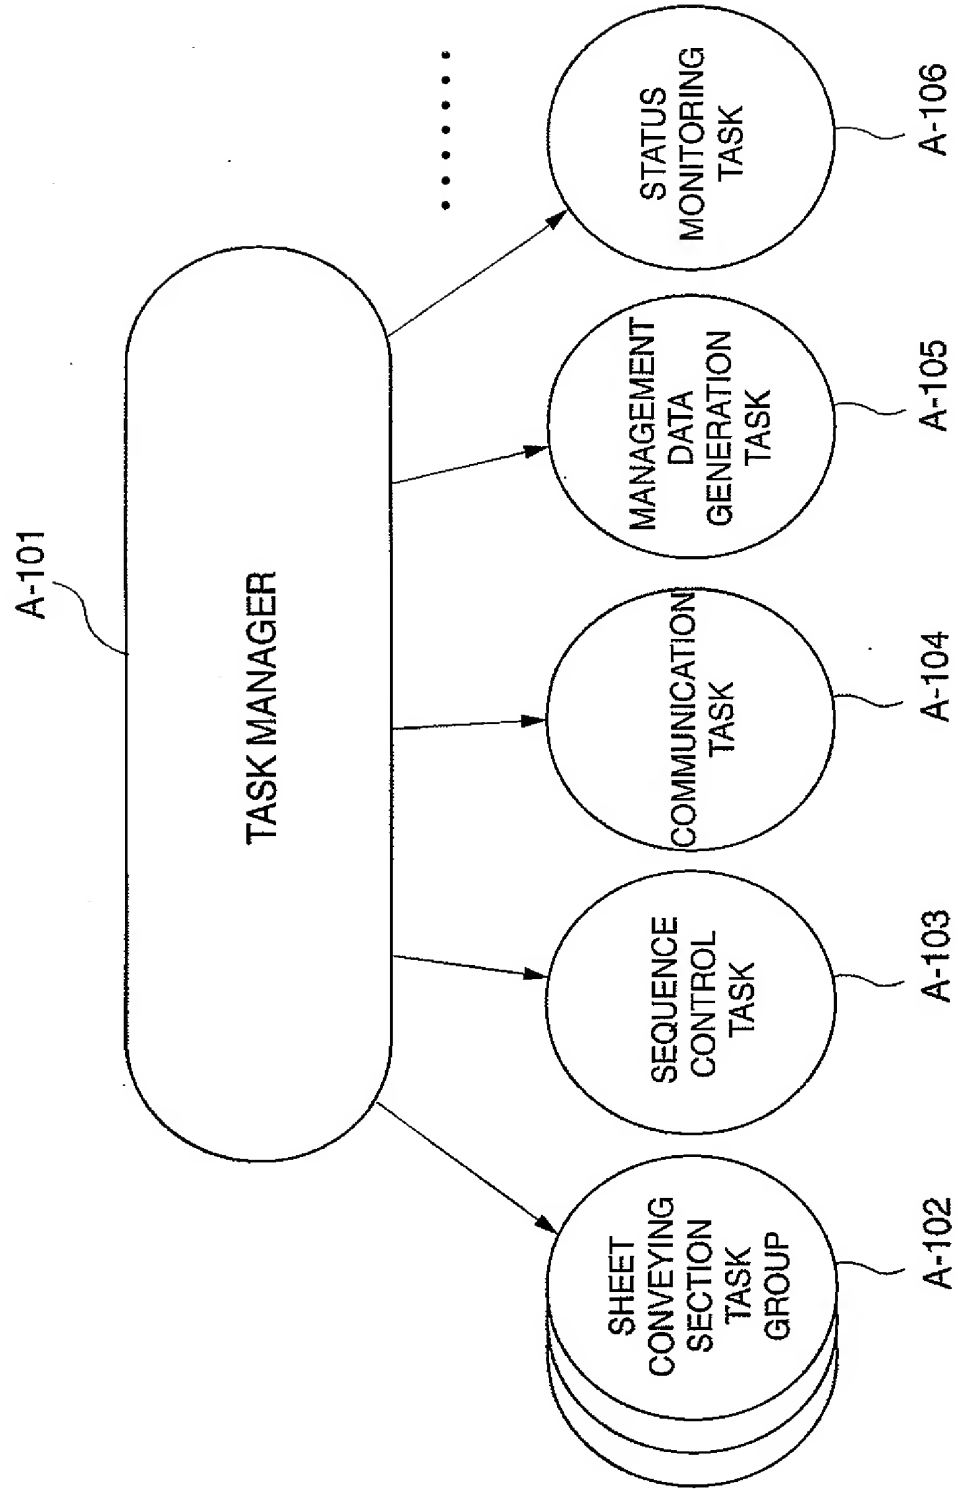 A-101
TASK MANAGER
......
SHEET
CONVEYING
SECTION
TASK
GROUP
A-102
SEQUENCE
CONTROL
TASK
A-103
COMMUNICATION
TASK
A-104
MANAGEMENT
DATA
GENERATION
TASK
A-105
STATUS
MONITORING
TASK
A-106